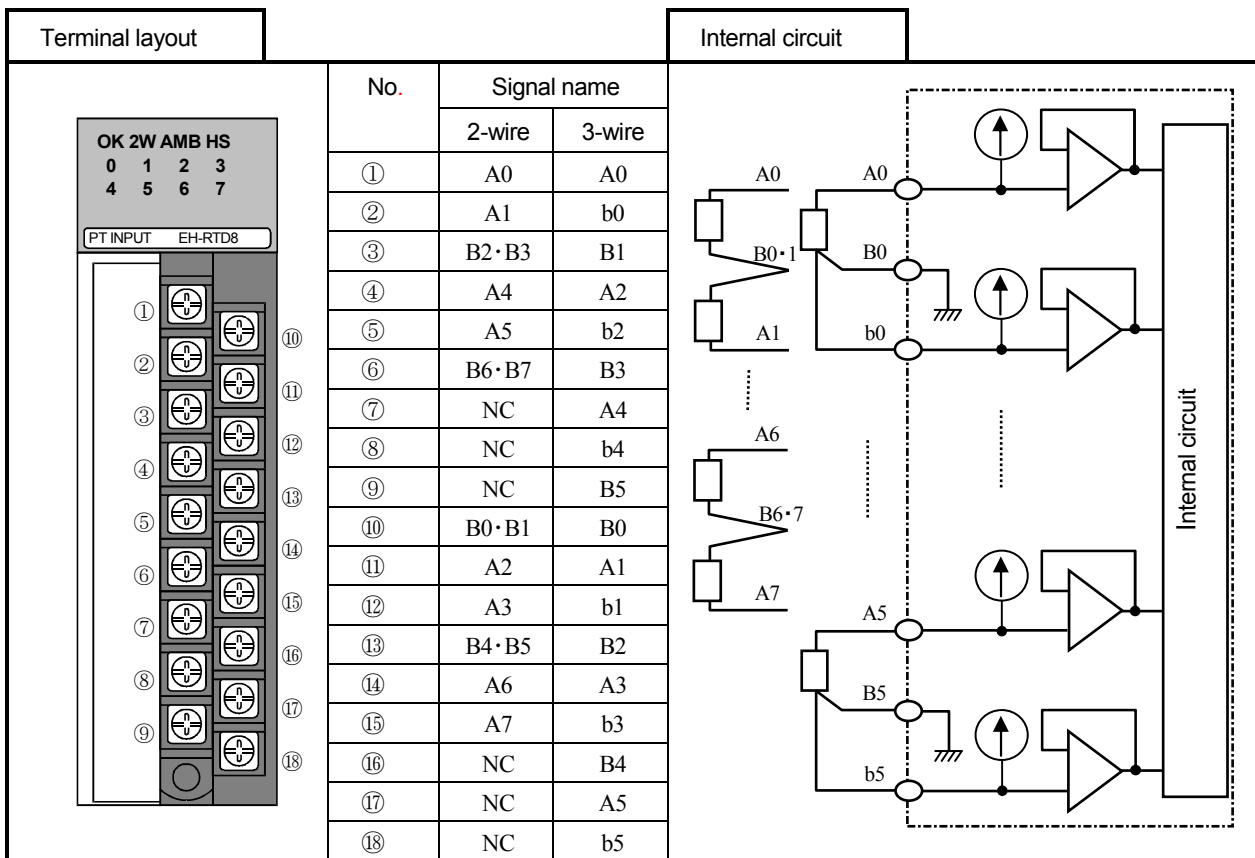 Terminal layout
Internal circuit
OK 2W AMB HS
0 1 2 3
4 5 6 7
PT INPUT EH-RTD8
①
②
③
④
⑤
⑥
⑦
⑧
⑨
⑩
⑪
⑫
⑬
⑭
⑮
⑯
⑰
⑱
No. Signal name
2-wire 3-wire
① A0 A0
② A1 b0
③ B2·B3 B1
④ A4 A2
⑤ A5 b2
⑥ B6·B7 B3
⑦ NC A4
⑧ NC b4
⑨ NC B5
⑩ B0·B1 B0
⑪ A2 A1
⑫ A3 b1
⑬ B4·B5 B2
⑭ A6 A3
⑮ A7 b3
⑯ NC B4
⑰ NC A5
⑱ NC b5
A0
B0·1
A1
A6
B6·7
A7
A0
B0
b0
A5
B5
b5
Internal circuit